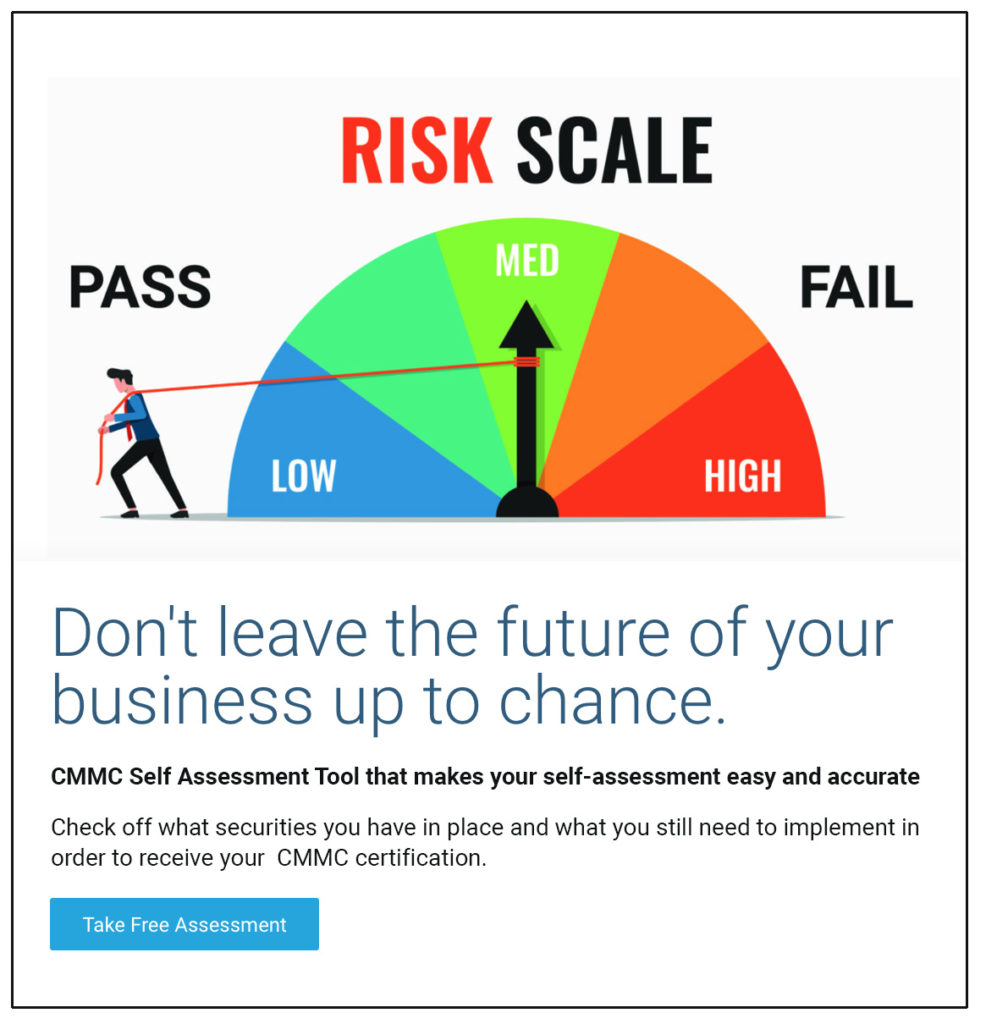 RISK SCALE
MED
PASS
FAIL
LOW
HIGH
Don't leave the future of your
business up to chance.
CMMC Self Assessment Tool that makes your self-assessment easy and accurate
Check off what securities you have in place and what you still need to implement in
order to receive your  CMMC certification.
Take Free Assessment